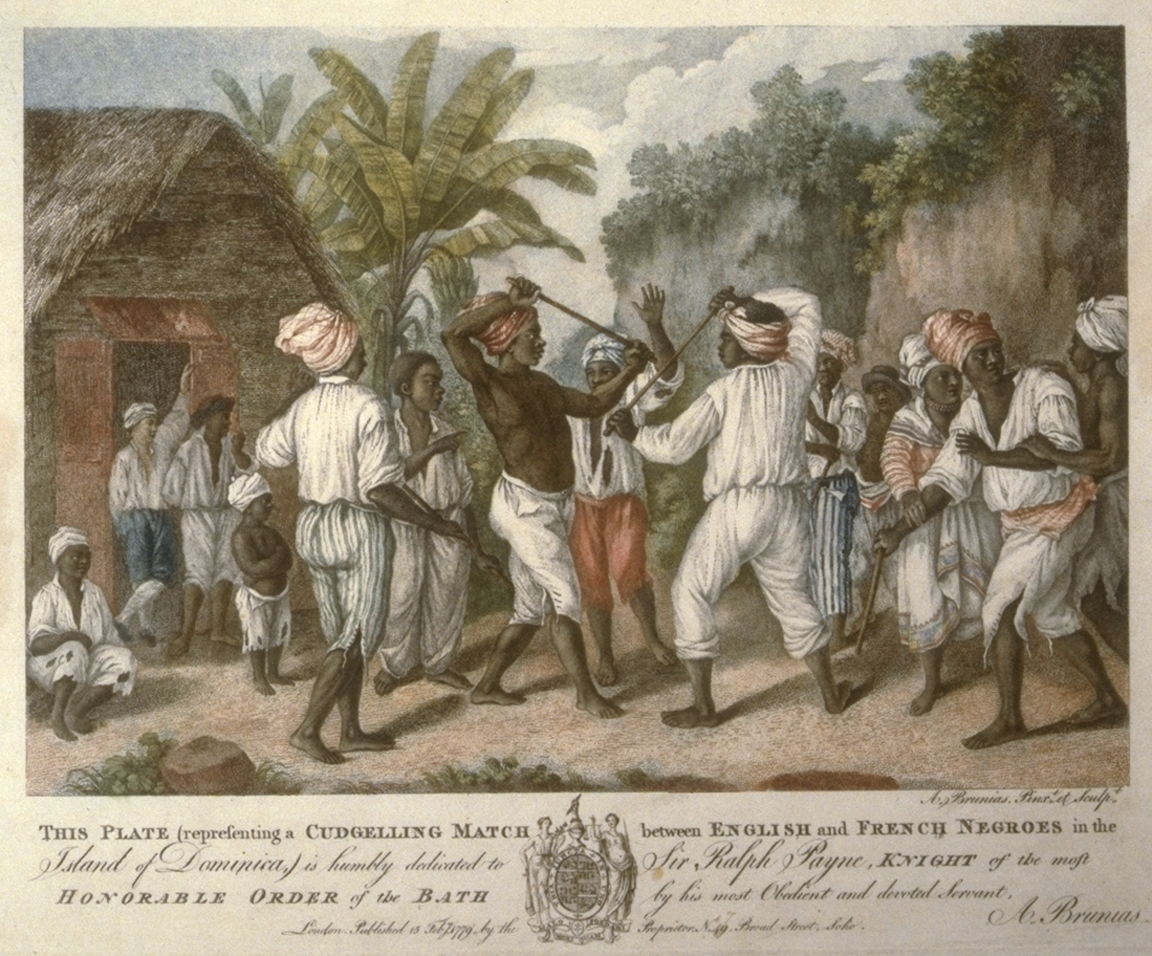 A. Brunias, Pinx.t et Sculp.t
THIS PLATE (repreſenting a CUDGELLING MATCH between ENGLISH and FRENCH NEGROES in the
Island of Dominica,) is humbly dedicated to Sir Ralph Payne, KNIGHT of the moſt
HONORABLE ORDER of the BATH by his most Obedient and devoted Servant,
A. Brunias.
London. Publiſhed 15 Feb.y 1779. by the Proprietor N.o 19. Broad Street, Soho.